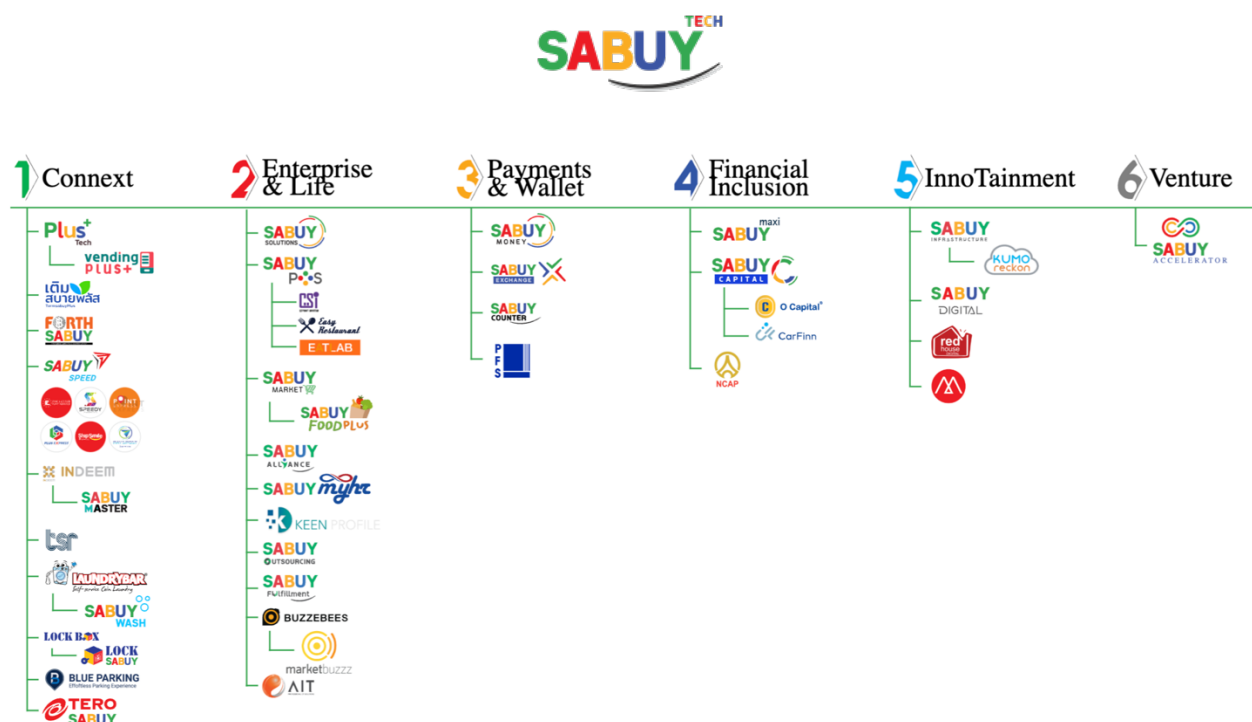 SABUY TECH
1 Connext
Plus+
Tech
vending
plus+
เติม
สบายพลัส
FORTH
SABUY
SABUY
SPEED
SPEEDY
POINT
INDEEM
SABUY
MASTER
tsr
LAUNDRYBAR
Self-service Coin Laundry
SABUY
WASH
LOCK BOX
LOCK
SABUY
BLUE PARKING
Effortless Parking Experience
TERO
SABUY
2 Enterprise
& Life
SABUY
SOLUTIONS
SABUY
POS
CSI
Easy
Restaurant
SABUY
MARKET
SABUY
FOODPLUS
SABUY
ALLYANCE
SABUY myhr
KEEN PROFILE
SABUY
OUTSOURCING
SABUY
Fulfillment
BUZZEBEES
marketbuzzz
AIT
3 Payments
& Wallet
SABUY
MONEY
SABUY
EXCHANGE
SABUY
COUNTER
PFS
4 Financial
Inclusion
SABUY maxi
SABUY
CAPITAL
C O Capital
CarFinn
NCAP
5 InnoTainment
SABUY
INFRASTRUCTURE
KUMO
reckon
SABUY
DIGITAL
red
house
6 Venture
SABUY
ACCELERATOR